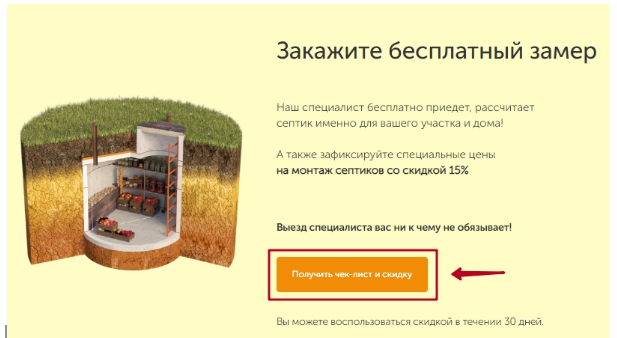 Закажите бесплатный замер
Наш специалист бесплатно приедет, рассчитает
септик именно для вашего участка и дома!
А также зафиксируйте специальные цены
на монтаж септиков со скидкой 15%
Выезд специалиста вас ни к чему не обязывает!
Получить чек-лист и скидку
Вы можете воспользоваться скидкой в течении 30 дней.